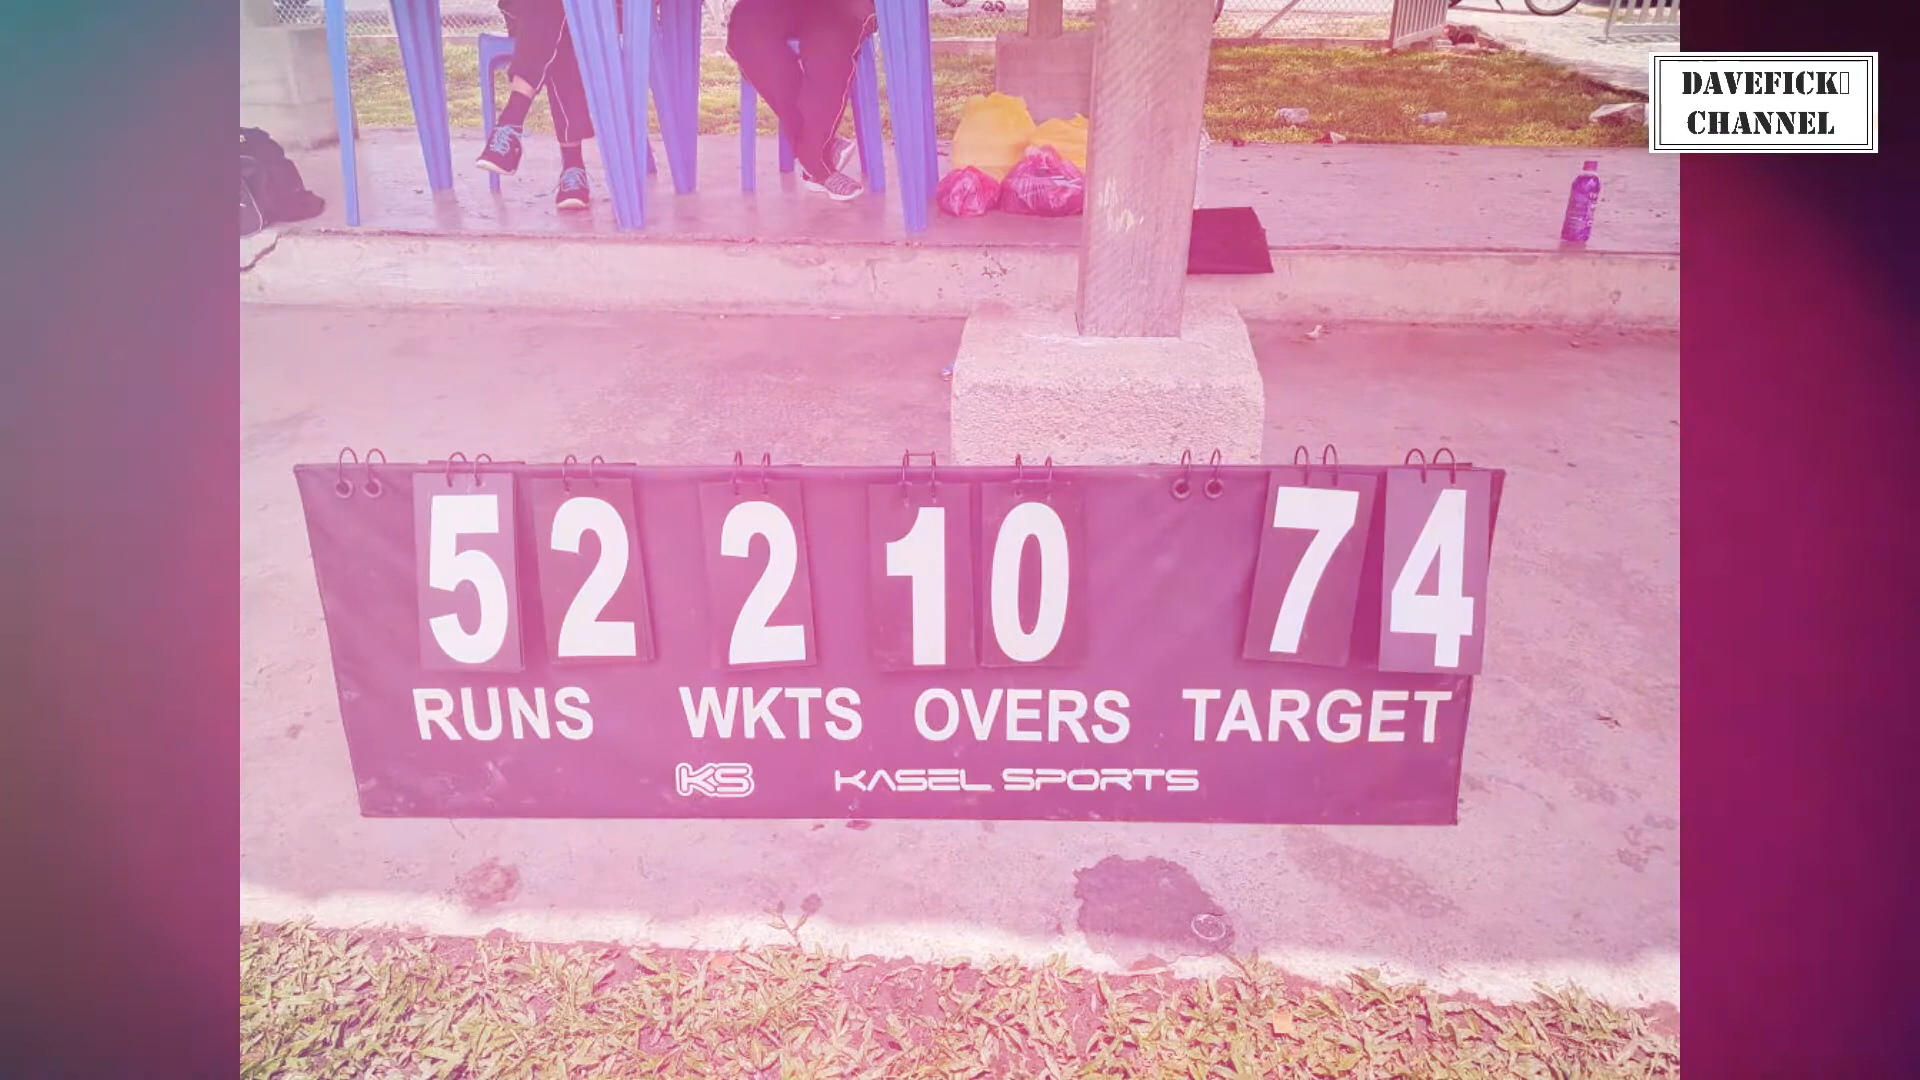 DAVEFICK
CHANNEL
52 2 10 74
RUNS WKTS OVERS TARGET
KS KASEL SPORTS